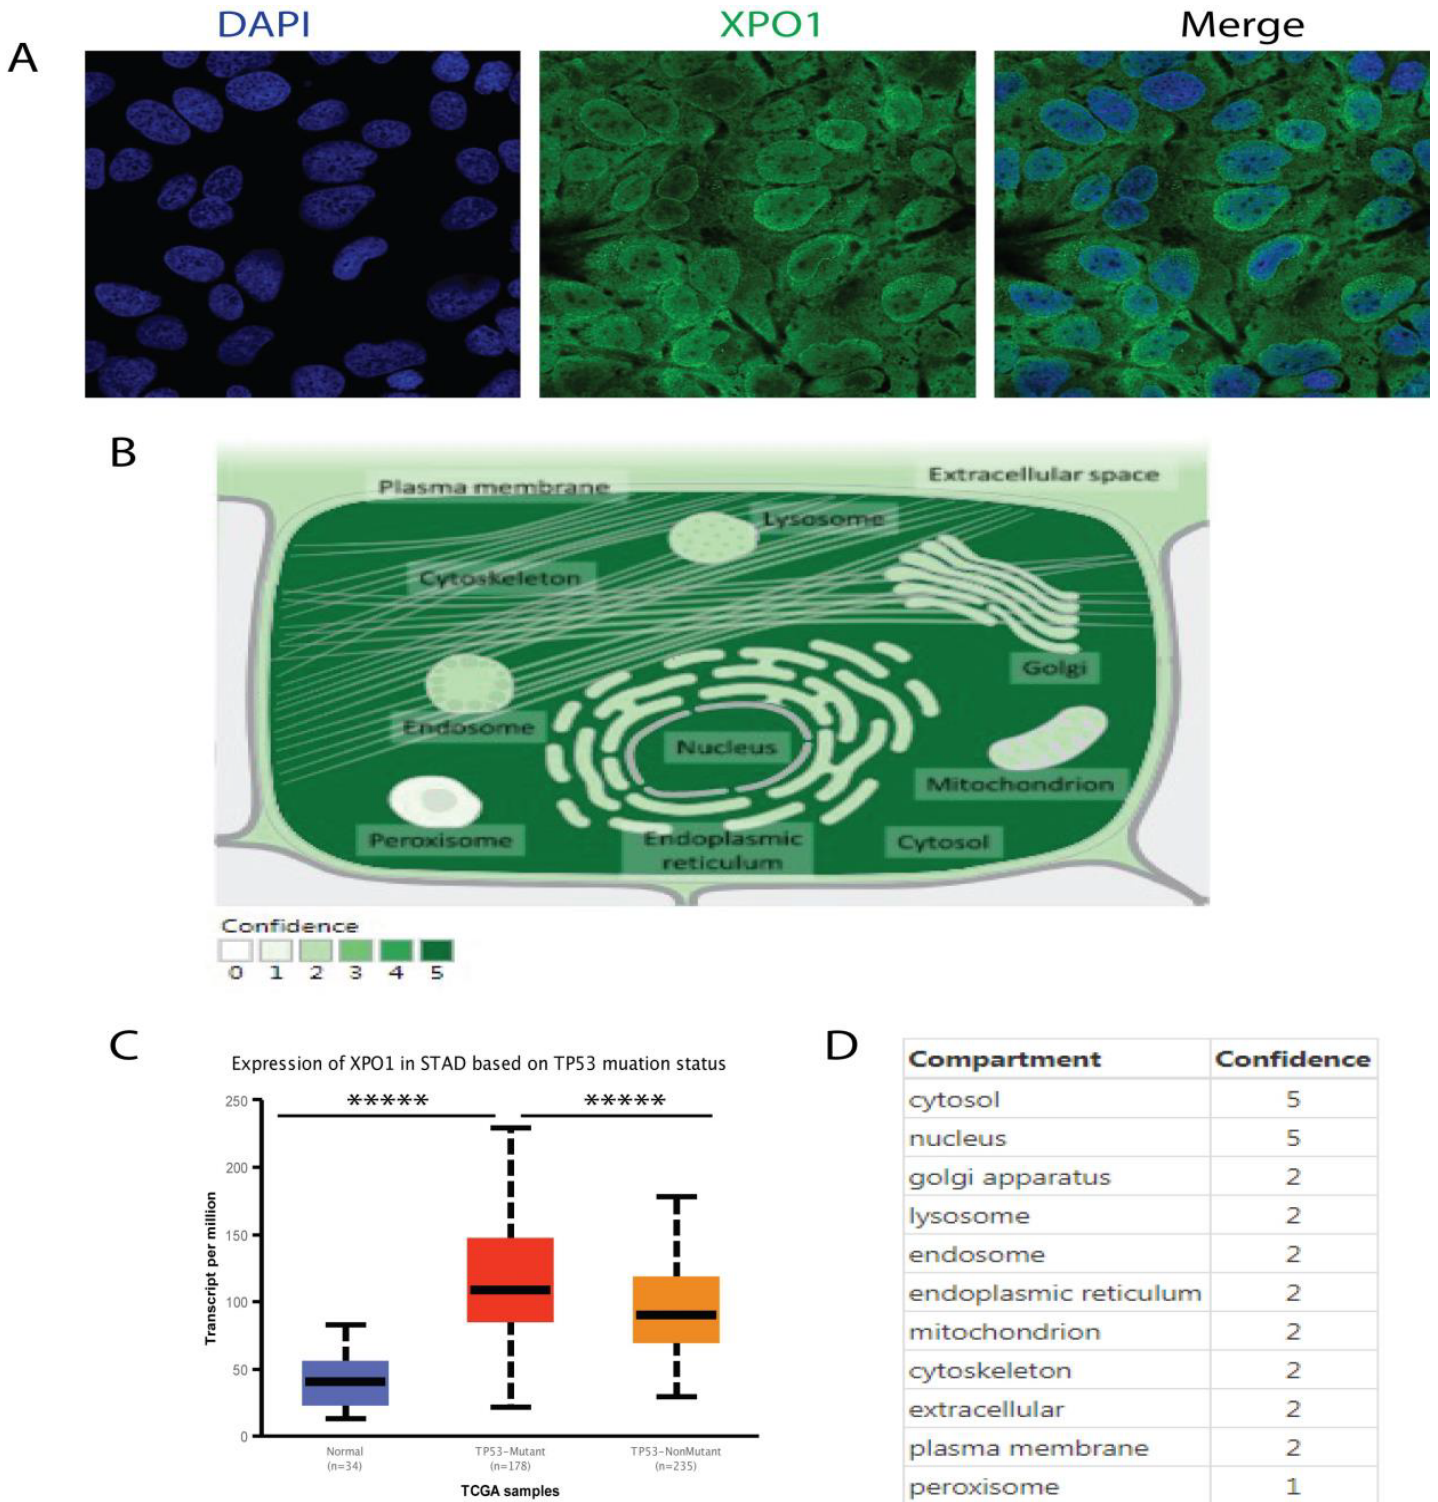 DAPI
XPO1
Merge
A
B
Plasma membrane
Extracellular space
Lysosome
Cytoskeleton
Golgi
Endosome
Nucleus
Mitochondrion
Peroxisome
Endoplasmic
reticulum
Cytosol
Confidence
0 1 2 3 4 5
C
Expression of XPO1 in STAD based on TP53 muation status
***** *****
Transcript per million
250
200
150
100
50
0
Normal
(n=34)
TP53-Mutant
(n=178)
TP53-NonMutant
(n=235)
TCGA samples
D
Compartment Confidence
cytosol 5
nucleus 5
golgi apparatus 2
lysosome 2
endosome 2
endoplasmic reticulum 2
mitochondrion 2
cytoskeleton 2
extracellular 2
plasma membrane 2
peroxisome 1